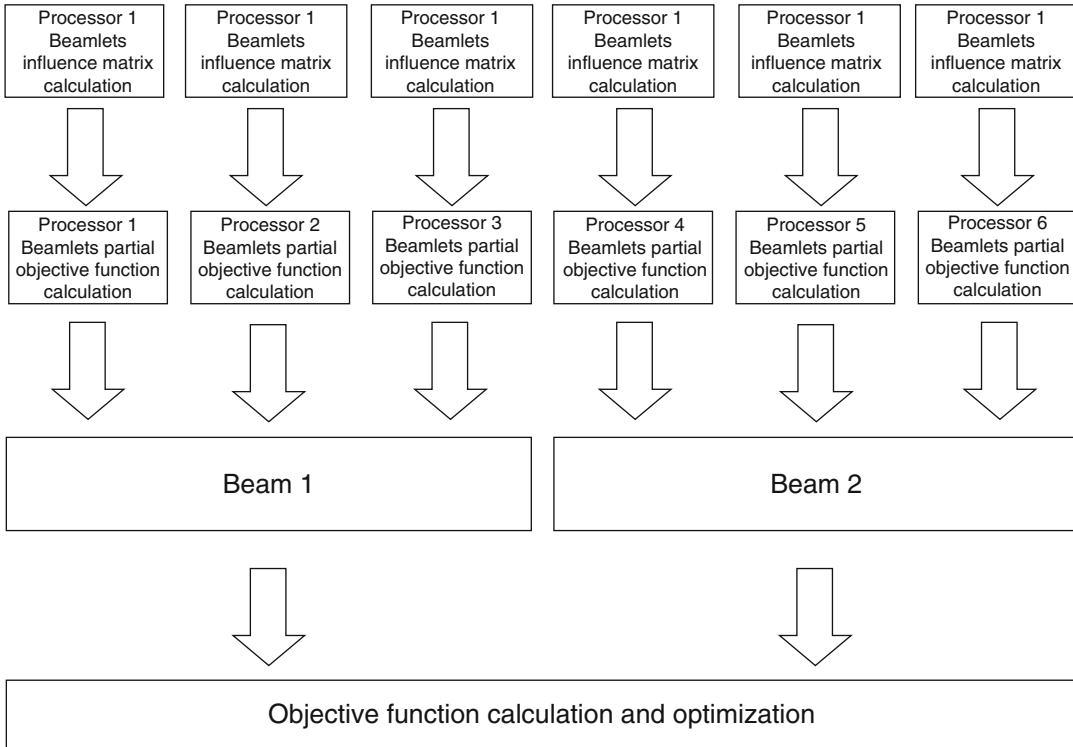 Processor 1
Beamlets
influence matrix
calculation
Processor 1
Beamlets
influence matrix
calculation
Processor 1
Beamlets
influence matrix
calculation
Processor 1
Beamlets
influence matrix
calculation
Processor 1
Beamlets
influence matrix
calculation
Processor 1
Beamlets
influence matrix
calculation
Processor 1
Beamlets partial
objective function
calculation
Processor 2
Beamlets partial
objective function
calculation
Processor 3
Beamlets partial
objective function
calculation
Processor 4
Beamlets partial
objective function
calculation
Processor 5
Beamlets partial
objective function
calculation
Processor 6
Beamlets partial
objective function
calculation
Beam 1
Beam 2
Objective function calculation and optimization